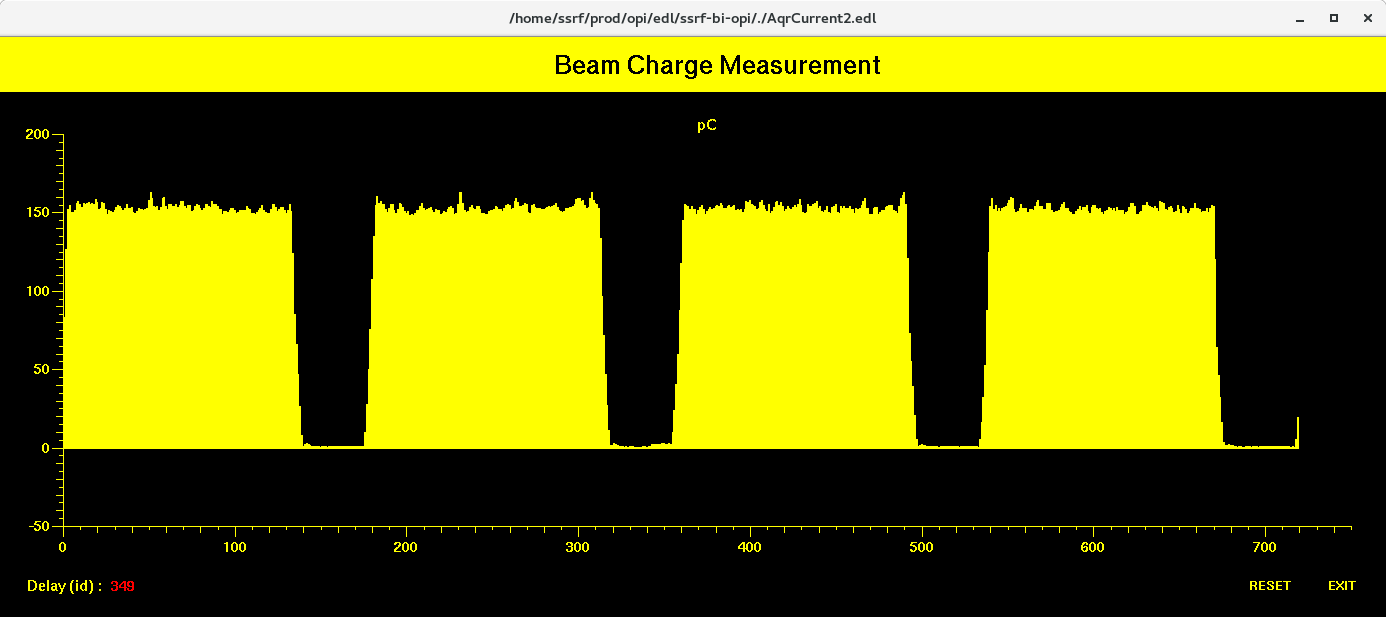 /home/ssrf/prod/opi/edl/ssrf-bi-opi/./AqrCurrent2.edl
Beam Charge Measurement
pC
200
150
100
50
0
-50
0 100 200 300 400 500 600 700
Delay (id) : 349 RESET EXIT